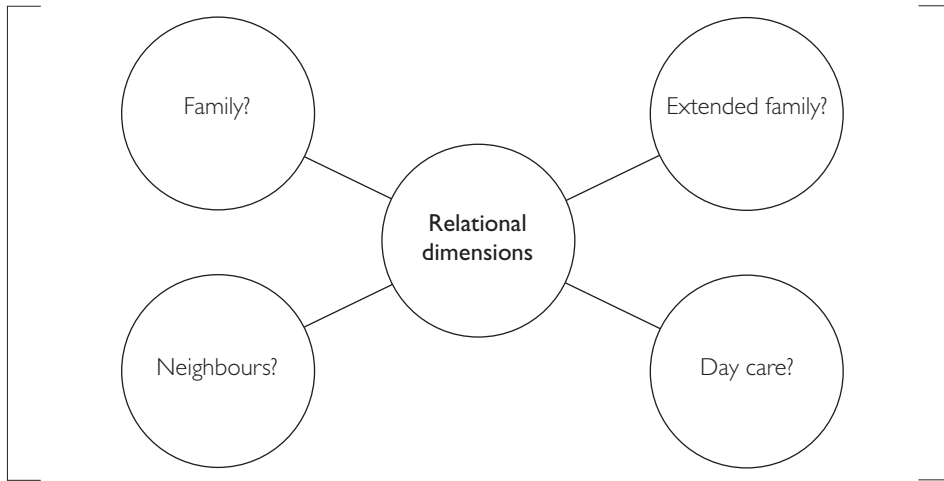 Family?
Extended family?
Relational
dimensions
Neighbours?
Day care?